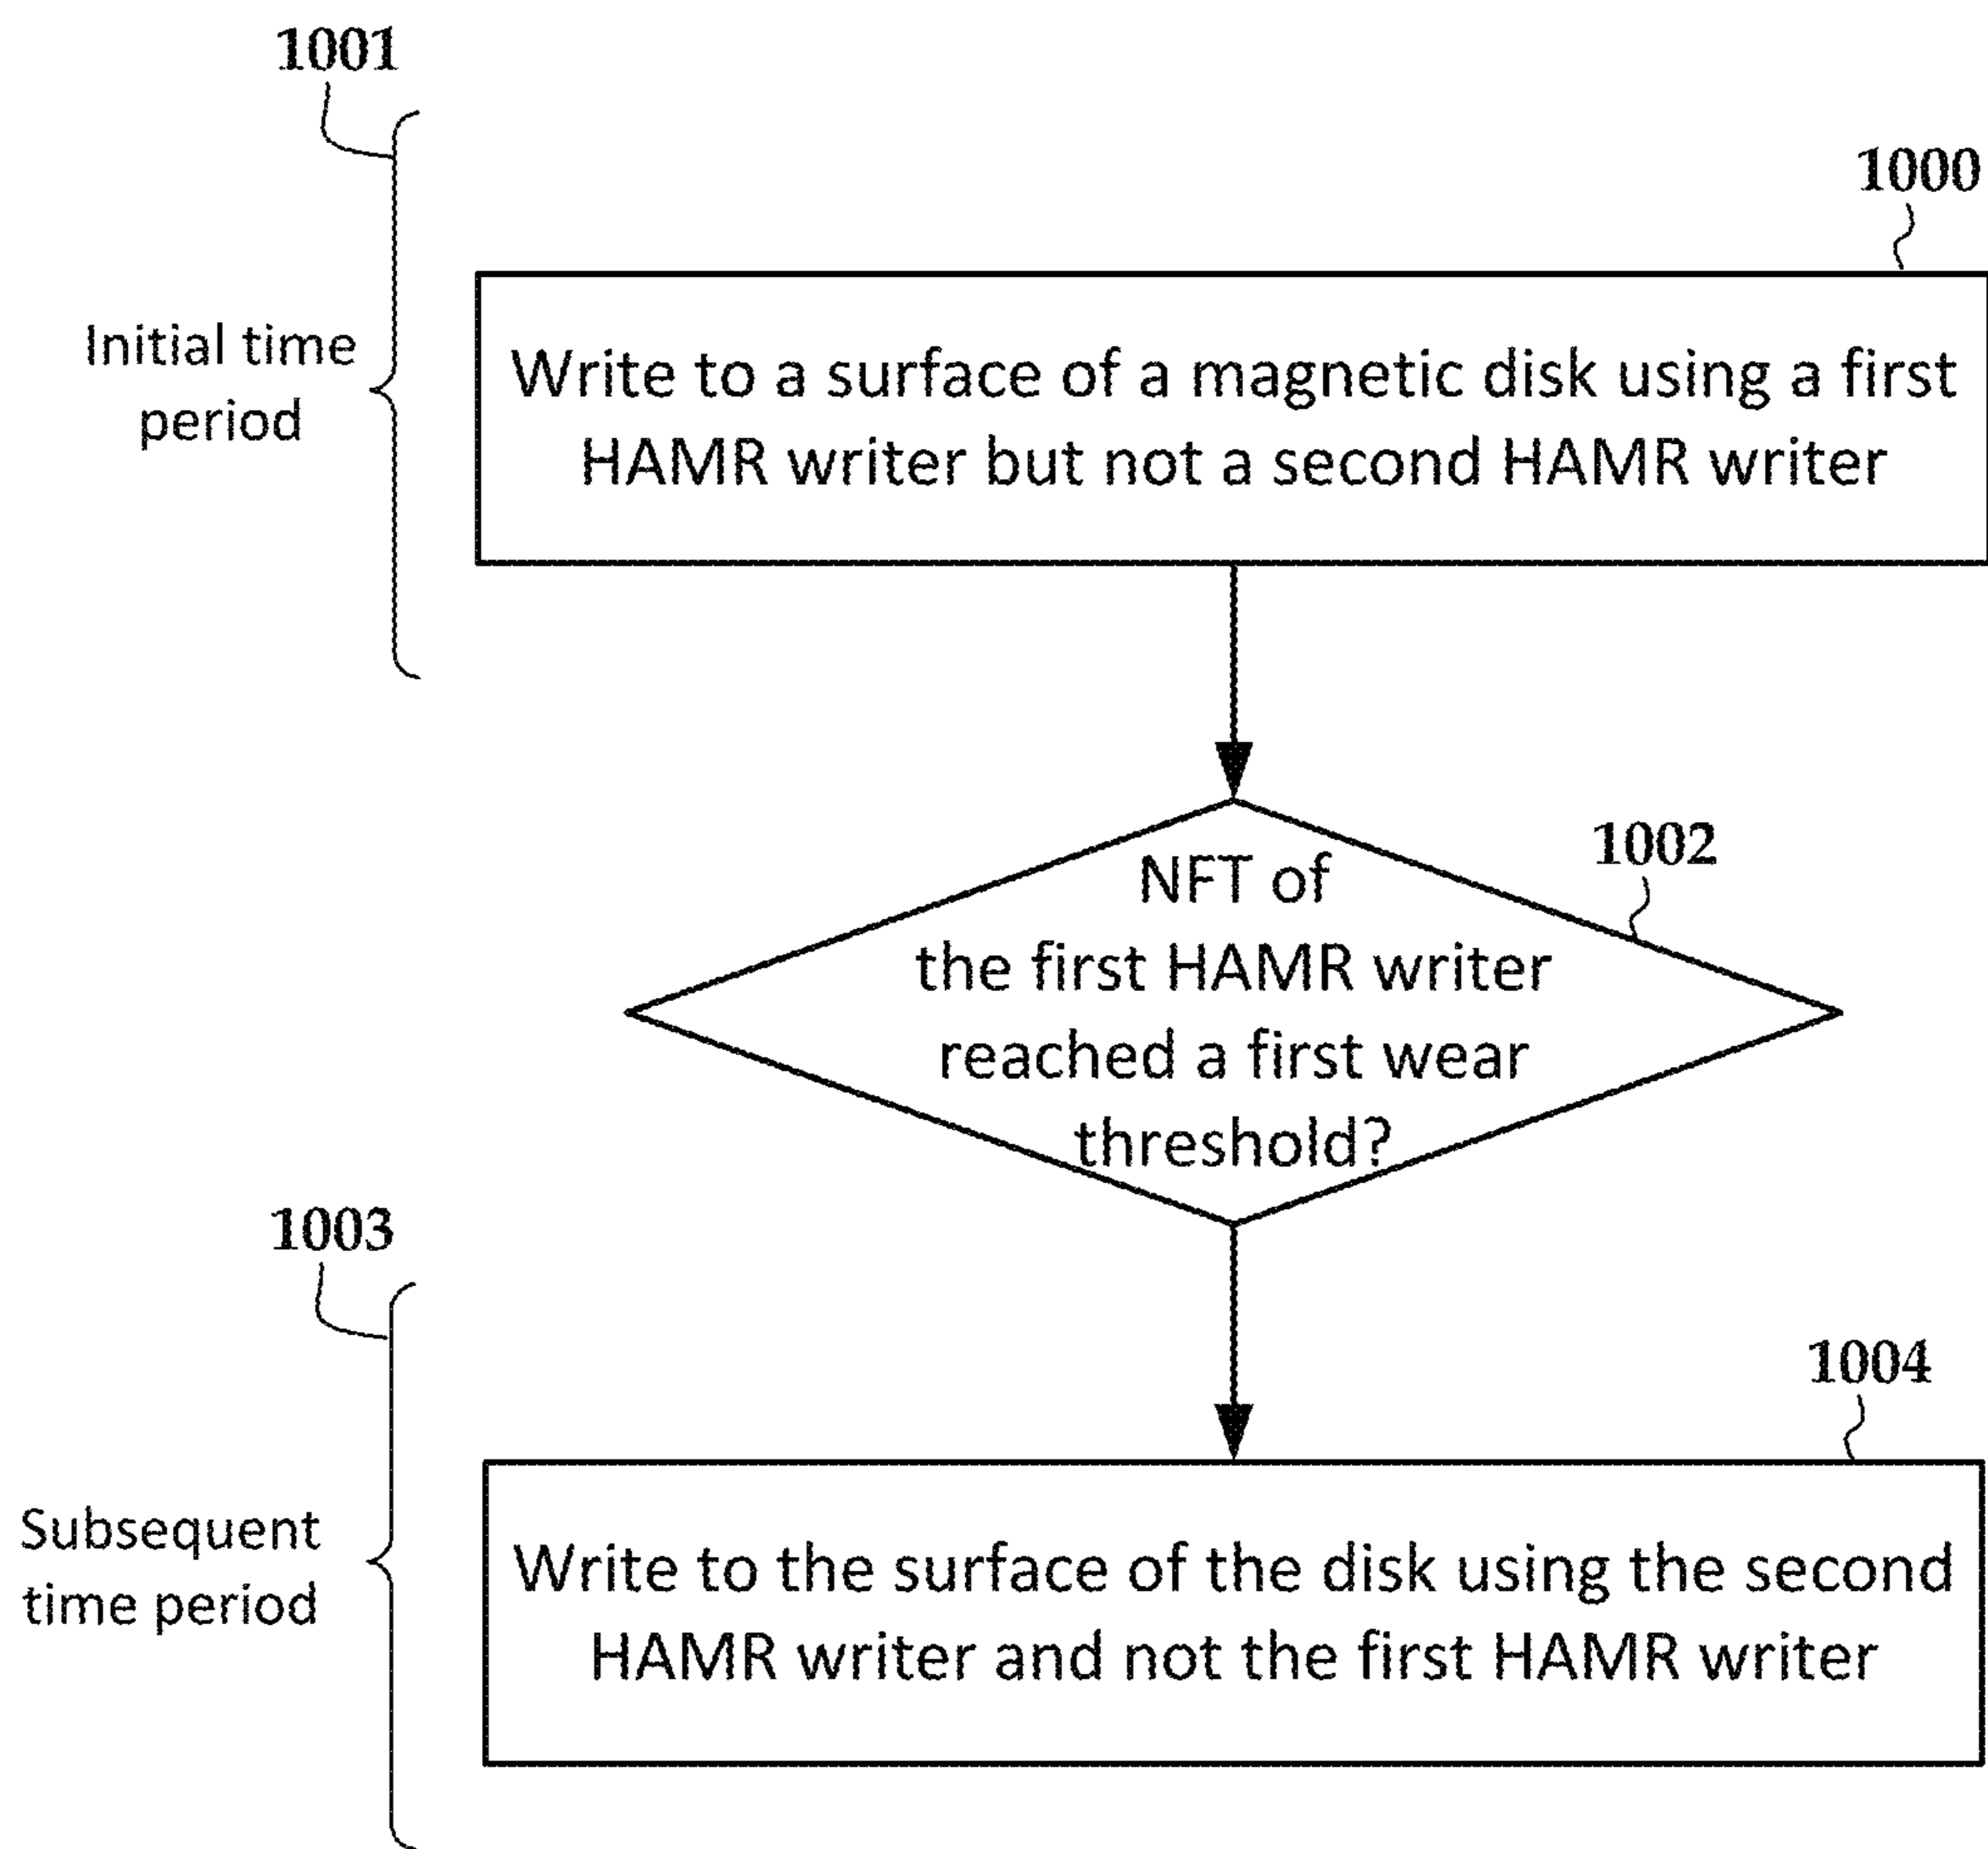 1001
1000
Initial time
period
Write to a surface of a magnetic disk using a first
HAMR writer but not a second HAMR writer
1002
NFT of
the first HAMR writer
reached a first wear
threshold?
1003
1004
Subsequent
time period
Write to the surface of the disk using the second
HAMR writer and not the first HAMR writer